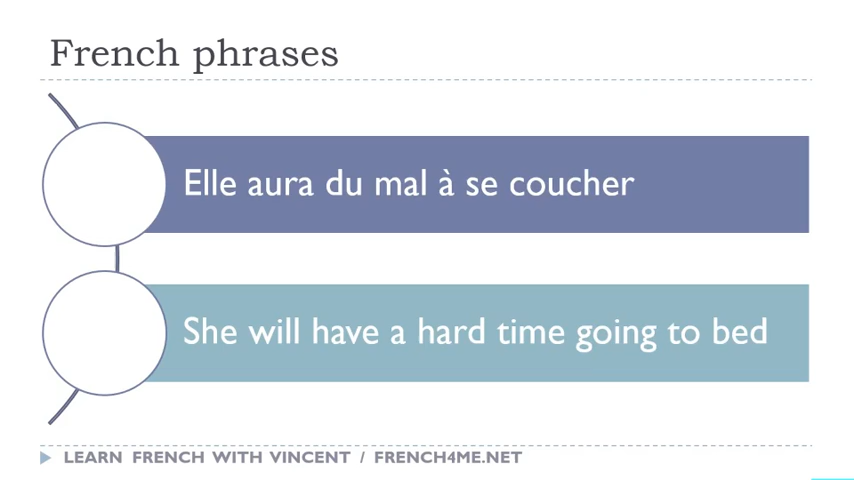 French phrases
Elle aura du mal à se coucher
She will have a hard time going to bed
LEARN FRENCH WITH VINCENT / FRENCH4ME.NET